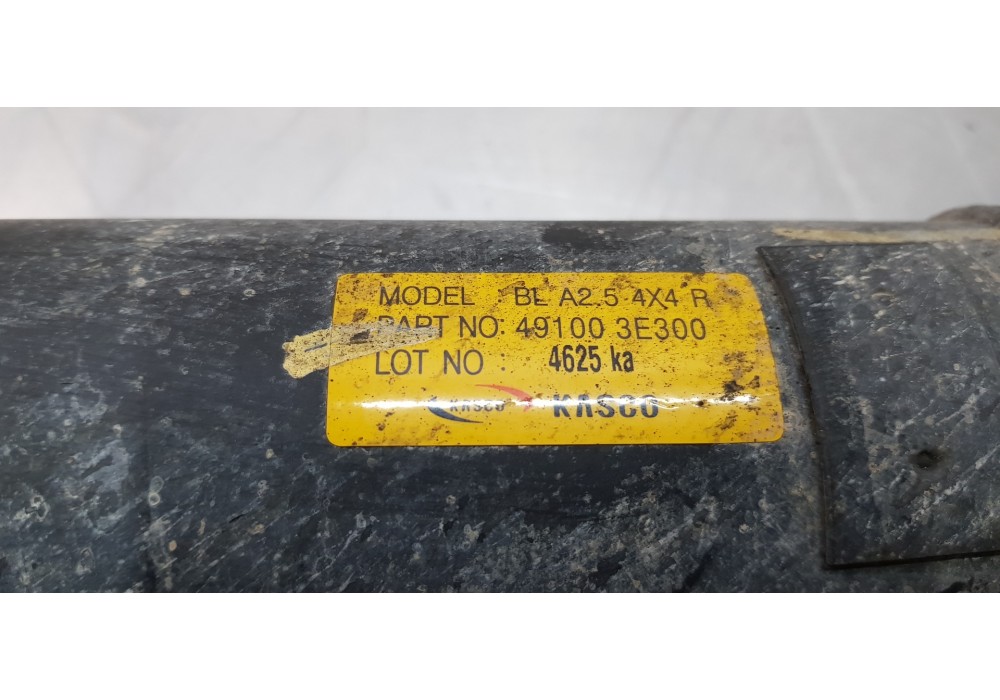 MODEL BL A2.5 4X4 R
PART NO: 49100 3E300
LOT NO : 4625 ka
KASCO KASCO